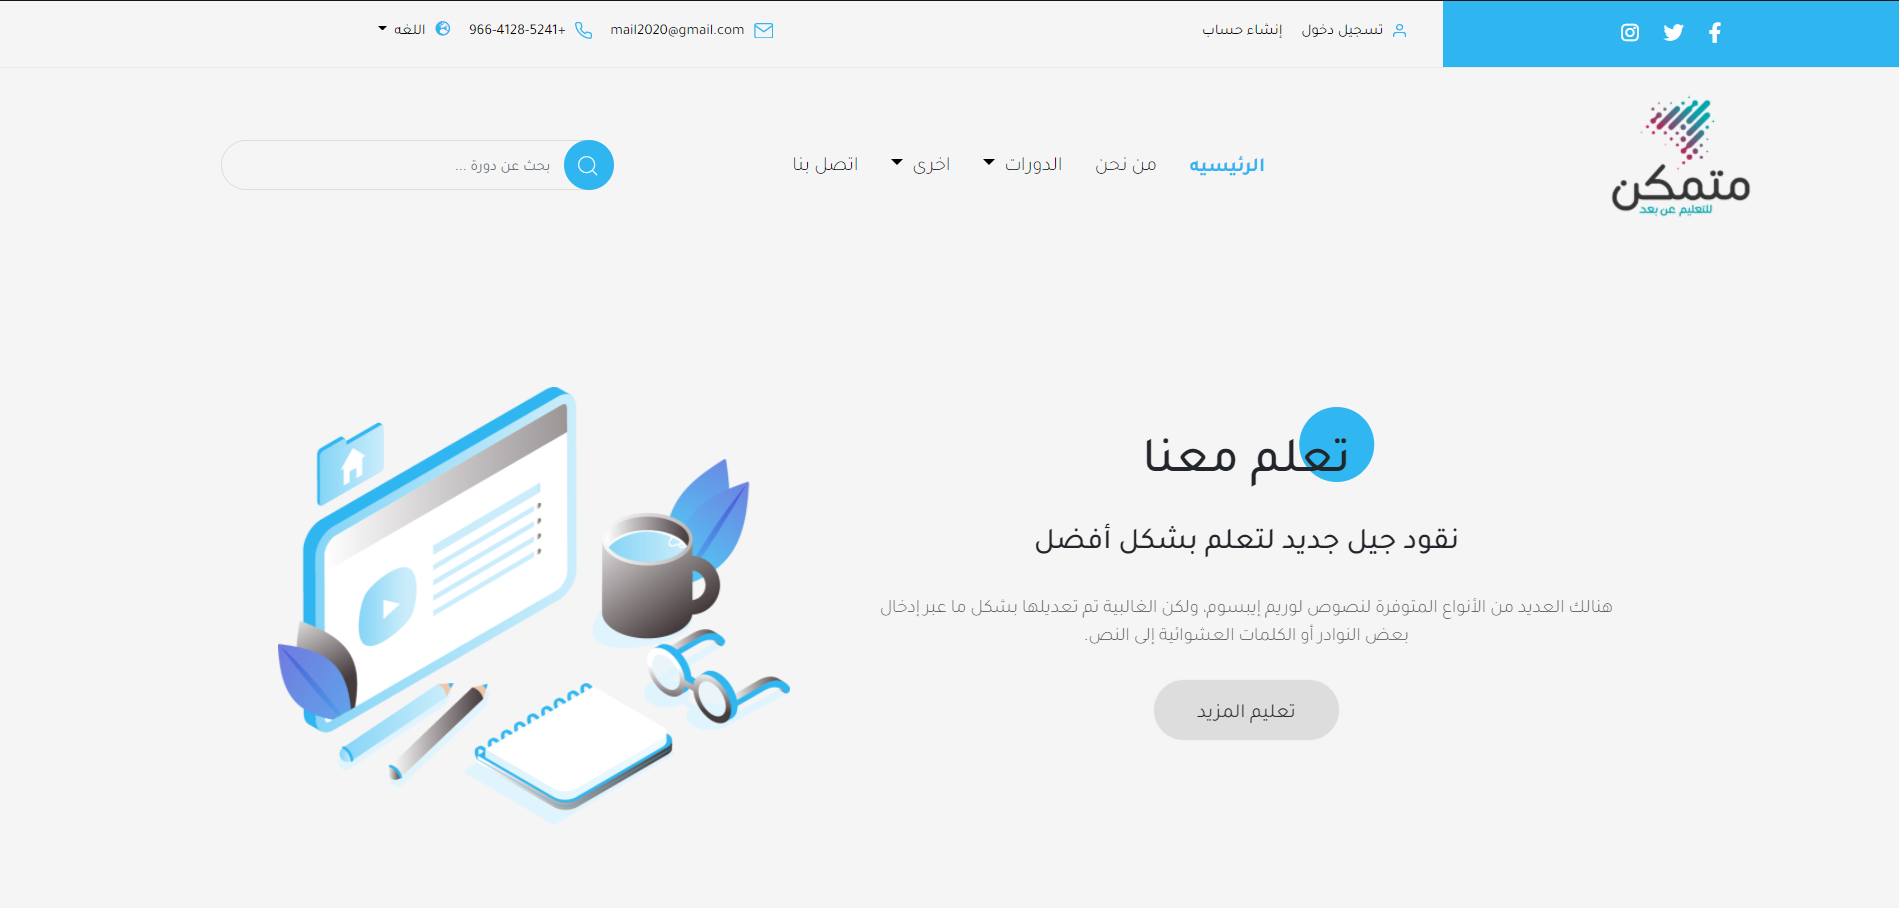 تسجيل دخول
إنشاء حساب
mail2020@gmail.com
966-4128-5241+
اللغه
متمكن
للتعليم عن بعد
الرئيسيه
من نحن
الدورات
اخرى
اتصل بنا
بحث عن دورة ...
تعلم معنا
نقود جيل جديد لتعلم بشكل أفضل
هنالك العديد من الأنواع المتوفرة لنصوص لوريم إيبسوم، ولكن الغالبية تم تعديلها بشكل ما عبر إدخال
بعض النوادر أو الكلمات العشوائية إلى النص.
تعليم المزيد